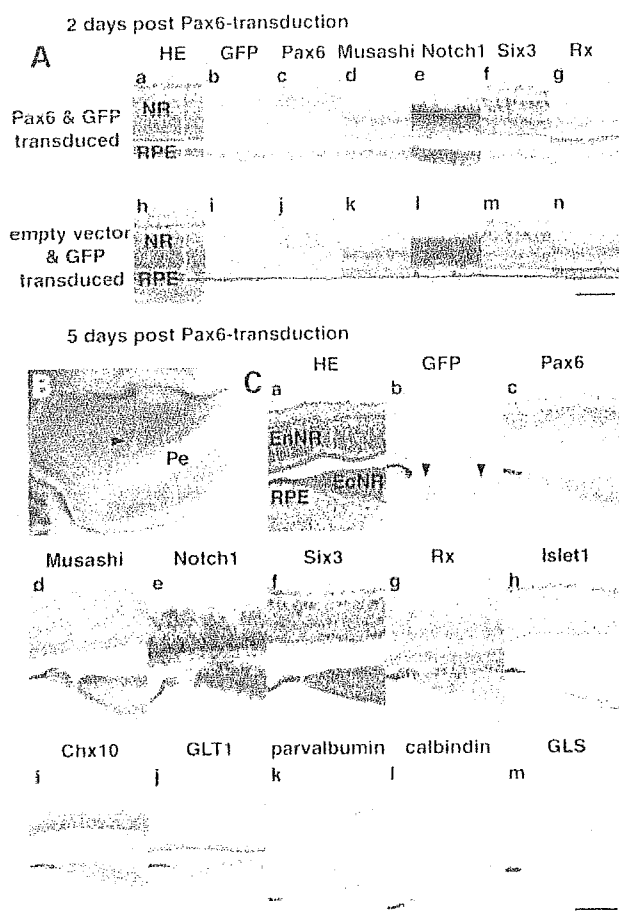 2 days post Pax6-transduction
A
HE GFP Pax6 Musashi Notch1 Six3 Rx
a b c d e f g
Pax6 & GFP
transduced
NR
RPE
h i j k l m n
empty vector
& GFP
transduced
NR
RPE
5 days post Pax6-transduction
B
Pe
C
HE GFP Pax6
a b c
EnNR
EcNR
RPE
Musashi Notch1 Six3 Rx Islet1
d e f g h
Chx10 GLT1 parvalbumin calbindin GLS
i j k l m